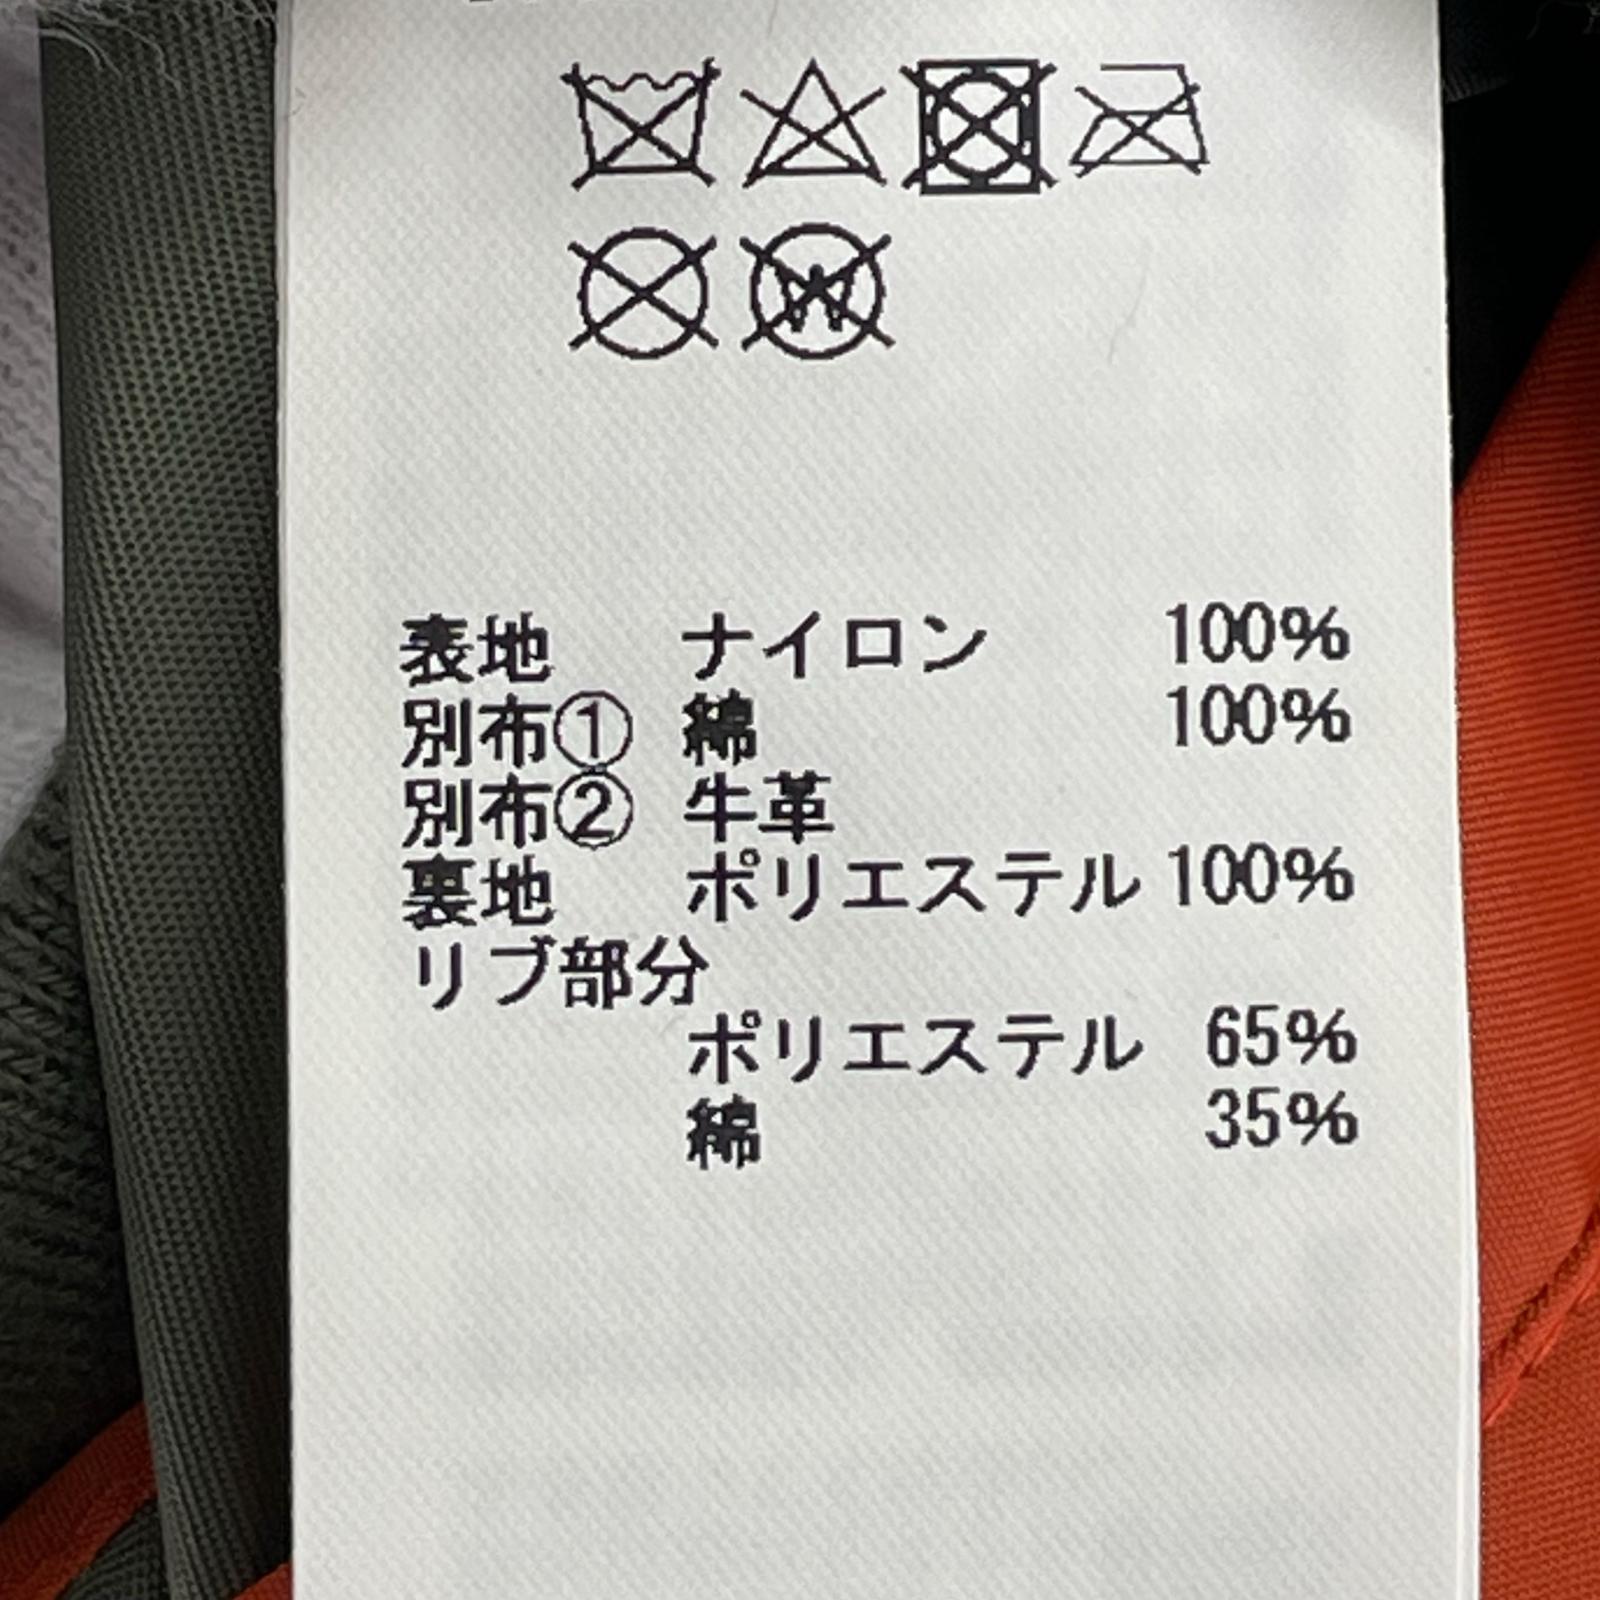 表地 ナイロン 100%
別布① 綿 100%
別布② 牛革
裏地 ポリエステル 100%
リブ部分
ポリエステル 65%
綿 35%